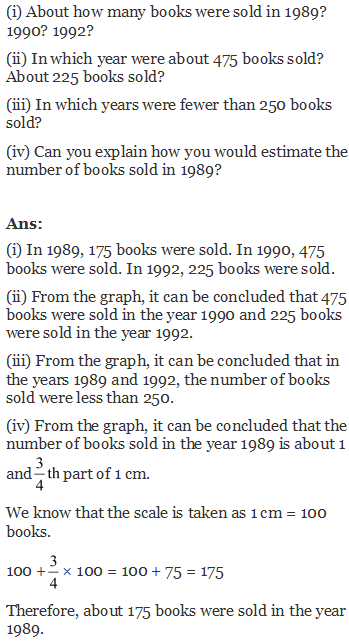 (i) About how many books were sold in 1989?
1990? 1992?
(ii) In which year were about 475 books sold?
About 225 books sold?
(iii) In which years were fewer than 250 books
sold?
(iv) Can you explain how you would estimate the
number of books sold in 1989?
Ans:
(i) In 1989, 175 books were sold. In 1990, 475
books were sold. In 1992, 225 books were sold.
(ii) From the graph, it can be concluded that 475
books were sold in the year 1990 and 225 books
were sold in the year 1992.
(iii) From the graph, it can be concluded that in
the years 1989 and 1992, the number of books
sold were less than 250.
(iv) From the graph, it can be concluded that the
number of books sold in the year 1989 is about 1
and 3/4 th part of 1 cm.
We know that the scale is taken as 1 cm = 100
books.
100 + 3/4 × 100 = 100 + 75 = 175
Therefore, about 175 books were sold in the year
1989.